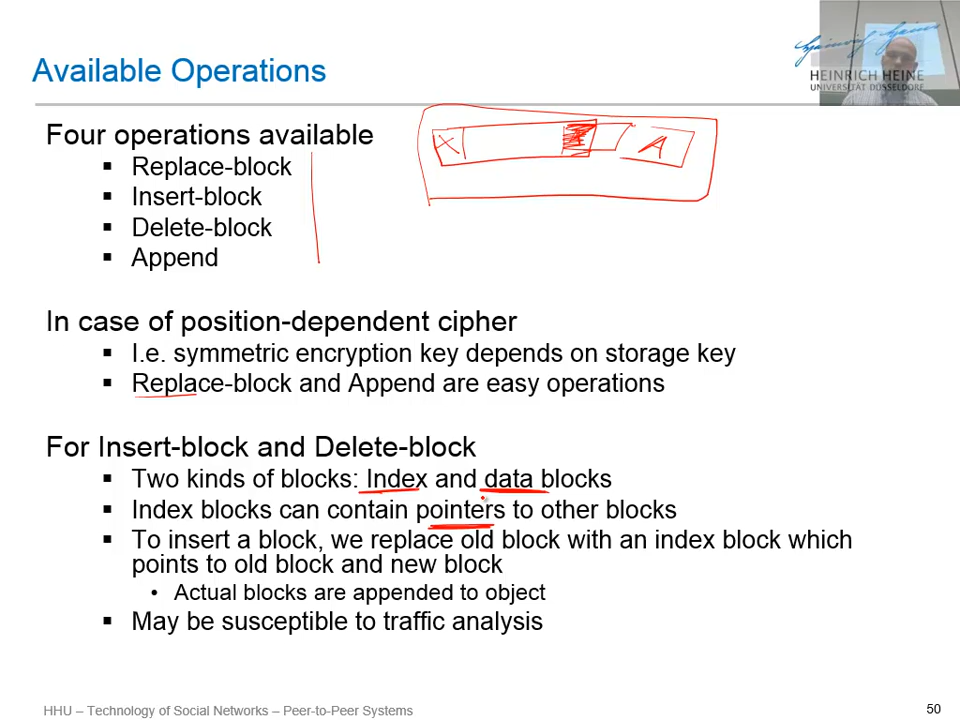 Available Operations
HEINRICH HEINE
UNIVERSITÄT DÜSSELDORF
Four operations available
▪ Replace-block
▪ Insert-block
▪ Delete-block
▪ Append
X
A
In case of position-dependent cipher
▪ I.e. symmetric encryption key depends on storage key
▪ Replace-block and Append are easy operations
For Insert-block and Delete-block
▪ Two kinds of blocks: Index and data blocks
▪ Index blocks can contain pointers to other blocks
▪ To insert a block, we replace old block with an index block which
points to old block and new block
• Actual blocks are appended to object
▪ May be susceptible to traffic analysis
HHU – Technology of Social Networks – Peer-to-Peer Systems
50